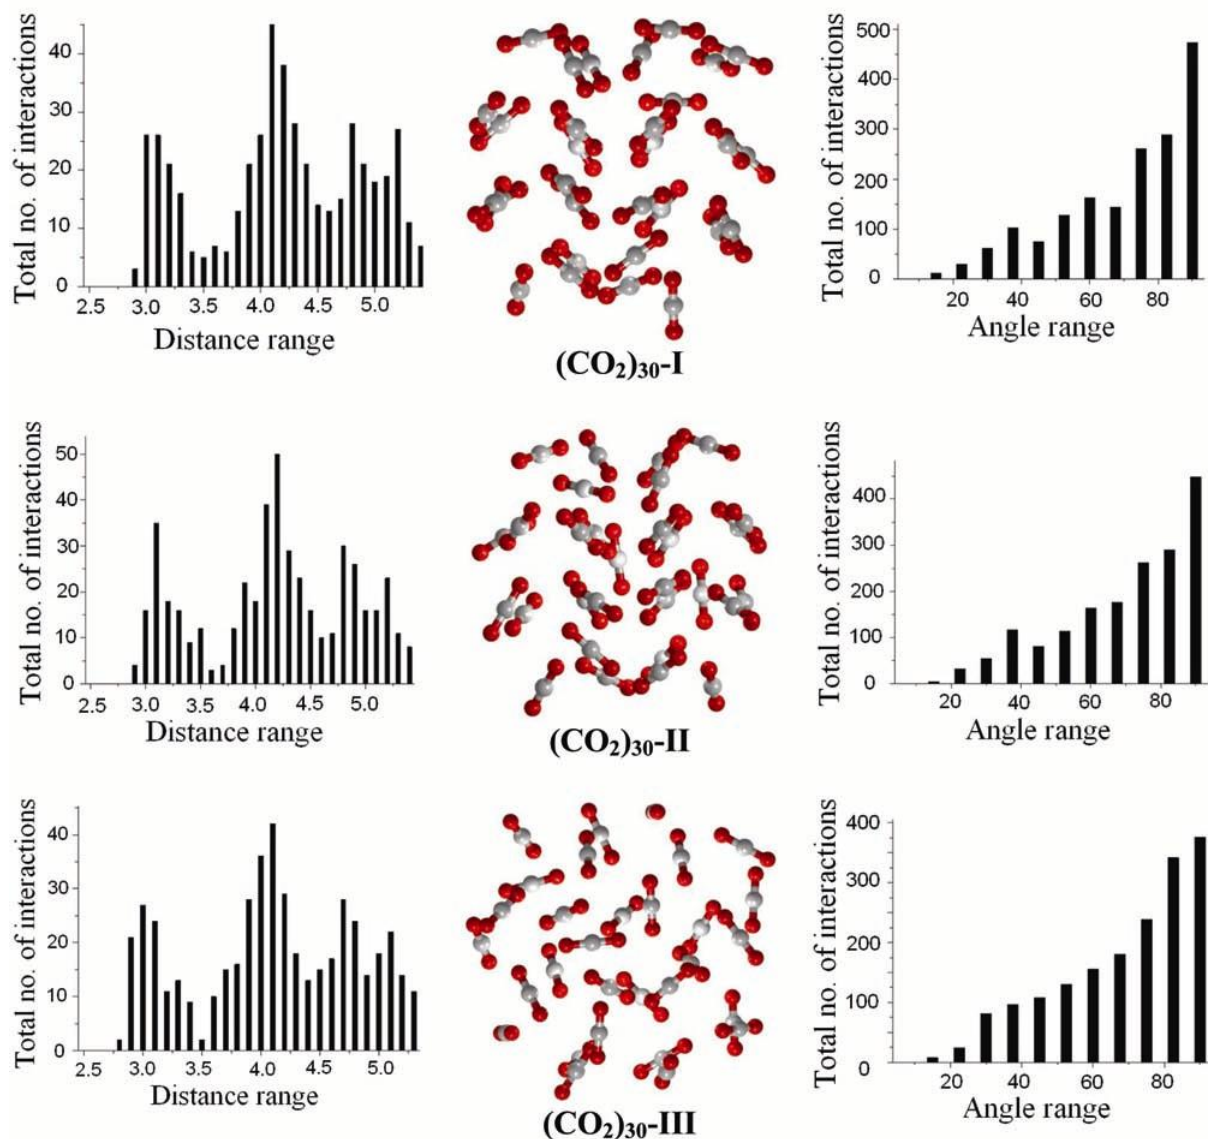 Total no. of interactions
40
30
20
10
0
2.5 3.0 3.5 4.0 4.5 5.0
Distance range
(CO₂)₃₀-I
Total no. of interactions
500
400
300
200
100
0
20 40 60 80
Angle range
Total no. of interactions
50
40
30
20
10
0
2.5 3.0 3.5 4.0 4.5 5.0
Distance range
(CO₂)₃₀-II
Total no. of interactions
400
300
200
100
0
20 40 60 80
Angle range
Total no. of interactions
40
30
20
10
0
2.5 3.0 3.5 4.0 4.5 5.0
Distance range
(CO₂)₃₀-III
Total no. of interactions
400
300
200
100
0
20 40 60 80
Angle range